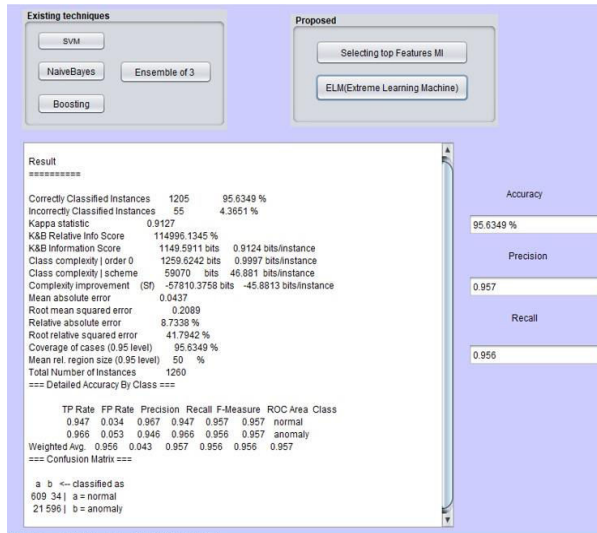 Existing techniques
SVM
NaiveBayes
Ensemble of 3
Boosting
Proposed
Selecting top Features MI
ELM(Extreme Learning Machine)
Result
==========
Correctly Classified Instances 1205 95.6349 %
Incorrectly Classified Instances 55 4.3651 %
Kappa statistic 0.9127
K&B Relative Info Score 114996.1345 %
K&B Information Score 1149.5911 bits 0.9124 bits/instance
Class complexity | order 0 1259.6242 bits 0.9997 bits/instance
Class complexity | scheme 59070 bits 46.881 bits/instance
Complexity improvement (Sf) -57810.3758 bits -45.8813 bits/instance
Mean absolute error 0.0437
Root mean squared error 0.2089
Relative absolute error 8.7338 %
Root relative squared error 41.7942 %
Coverage of cases (0.95 level) 95.6349 %
Mean rel. region size (0.95 level) 50 %
Total Number of Instances 1260
=== Detailed Accuracy By Class ===
TP Rate FP Rate Precision Recall F-Measure ROC Area Class
0.947 0.034 0.967 0.947 0.957 0.957 normal
0.966 0.053 0.946 0.966 0.956 0.957 anomaly
Weighted Avg. 0.956 0.043 0.957 0.956 0.956 0.957
=== Confusion Matrix ===
a b <-- classified as
609 34 | a = normal
21 596 | b = anomaly
Accuracy
95.6349 %
Precision
0.957
Recall
0.956